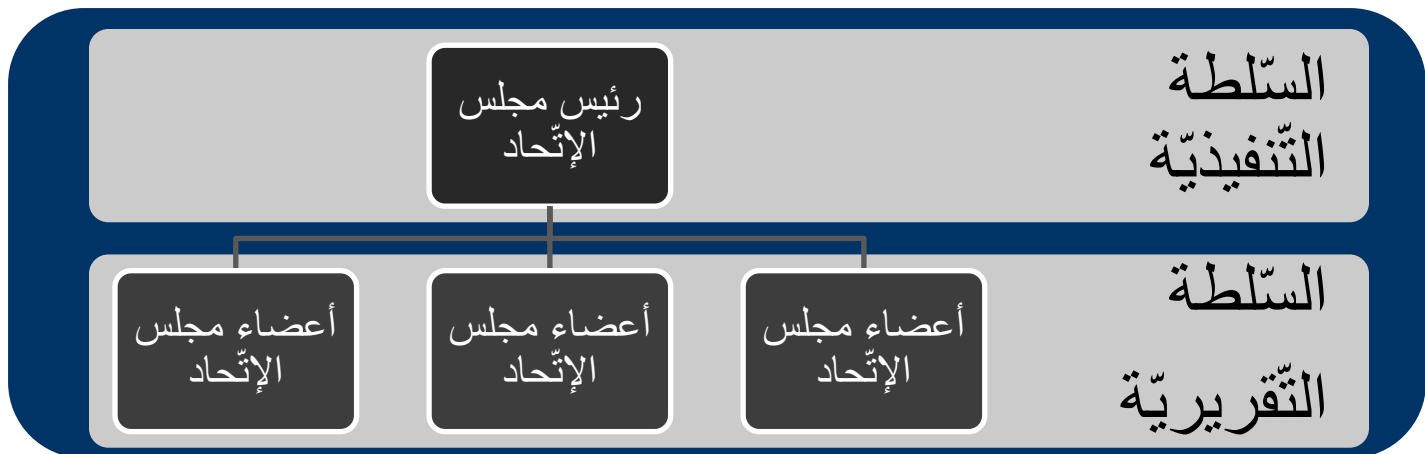 السّلطة
التّنفيذيّة
رئيس مجلس
الإتّحاد
السّلطة
التّقريريّة
أعضاء مجلس
الإتّحاد
أعضاء مجلس
الإتّحاد
أعضاء مجلس
الإتّحاد